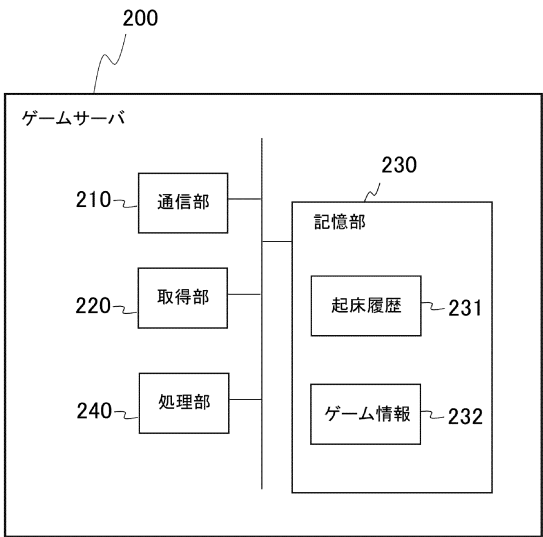 200
ゲームサーバ
230
210
通信部
記憶部
220
取得部
起床履歴
231
240
処理部
ゲーム情報
232